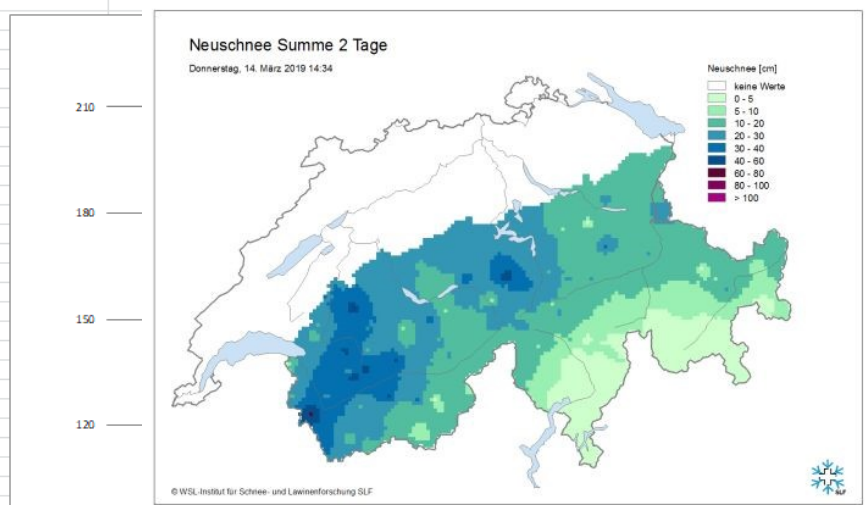 210
180
150
120
Neuschnee Summe 2 Tage
Donnerstag, 14. März 2019 14:34
Neuschnee [cm]
keine Werte
0 - 5
5 - 10
10 - 20
20 - 30
30 - 40
40 - 60
60 - 80
80 - 100
> 100
© WSL-Institut für Schnee- und Lawinenforschung SLF
SLF